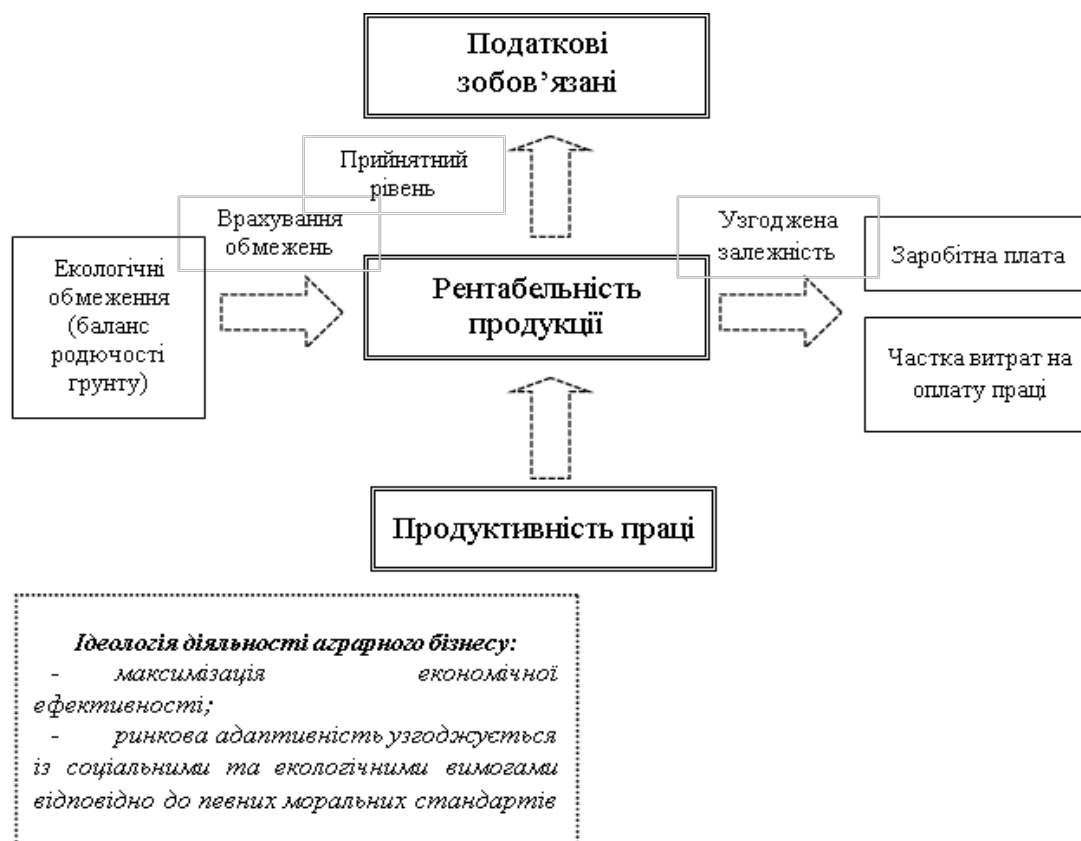 Податкові
зобов’язані
Прийнятний
рівень
Врахування
обмежень
Узгоджена
залежність
Екологічні
обмеження
(баланс
родючості
грунту)
Рентабельність
продукції
Заробітна плата
Частка витрат на
оплату праці
Продуктивність праці
Ідеологія діяльності аграрного бізнесу:
- максимізація економічної
ефективності;
- ринкова адаптивність узгоджується
із соціальними та екологічними вимогами
відповідно до певних моральних стандартів